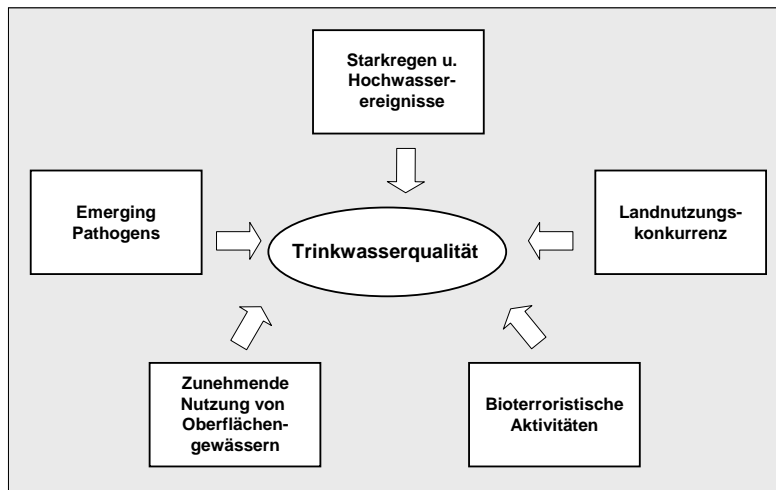 Starkregen u.
Hochwasser-
ereignisse
Emerging
Pathogens
Trinkwasserqualität
Landnutzungs-
konkurrenz
Zunehmende
Nutzung von
Oberflächen-
gewässern
Bioterroristische
Aktivitäten